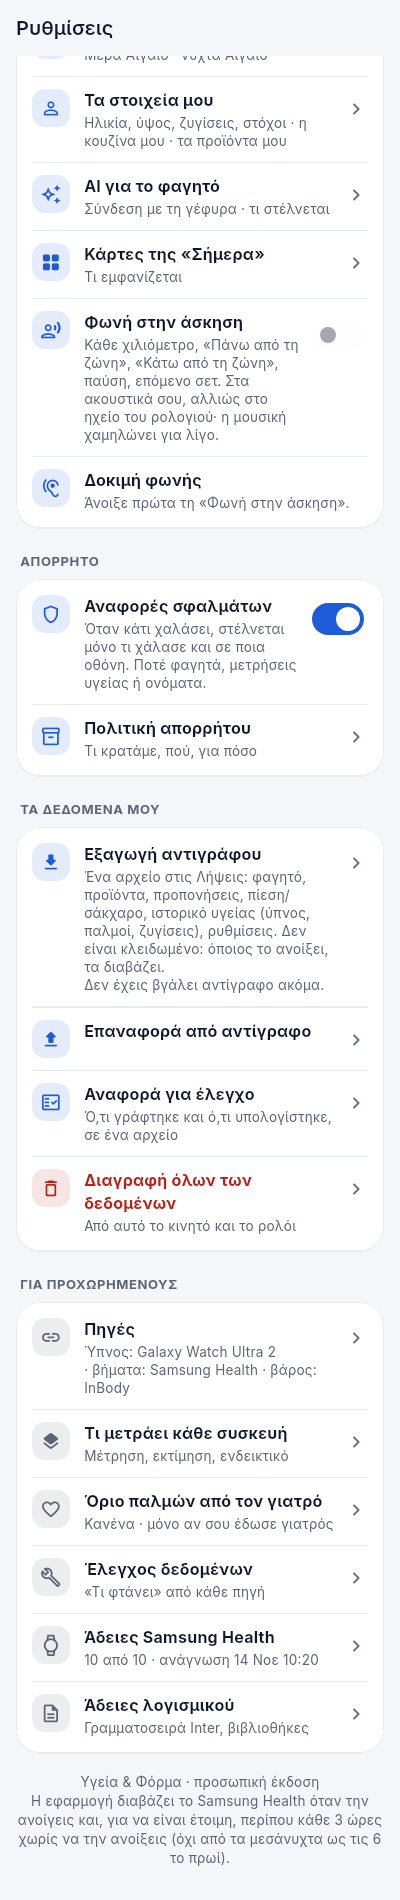 Ρυθμίσεις
Μέρα Αιγαίο · νύχτα Αιγαίο
Τα στοιχεία μου
Ηλικία, ύψος, ζυγίσεις, στόχοι · η
κουζίνα μου · τα προϊόντα μου
AI για το φαγητό
Σύνδεση με τη γέφυρα · τι στέλνεται
Κάρτες της «Σήμερα»
Τι εμφανίζεται
Φωνή στην άσκηση
Κάθε χιλιόμετρο, «Πάνω από τη
ζώνη», «Κάτω από τη ζώνη»,
παύση, επόμενο σετ. Στα
ακουστικά σου, αλλιώς στο
ηχείο του ρολογιού· η μουσική
χαμηλώνει για λίγο.
Δοκιμή φωνής
Άνοιξε πρώτα τη «Φωνή στην άσκηση».
ΑΠΟΡΡΗΤΟ
Αναφορές σφαλμάτων
Όταν κάτι χαλάσει, στέλνεται
μόνο τι χάλασε και σε ποια
οθόνη. Ποτέ φαγητά, μετρήσεις
υγείας ή ονόματα.
Πολιτική απορρήτου
Τι κρατάμε, πού, για πόσο
ΤΑ ΔΕΔΟΜΕΝΑ ΜΟΥ
Εξαγωγή αντιγράφου
Ένα αρχείο στις Λήψεις: φαγητό,
προϊόντα, προπονήσεις, πίεση/
σάκχαρο, ιστορικό υγείας (ύπνος,
παλμοί, ζυγίσεις), ρυθμίσεις. Δεν
είναι κλειδωμένο: όποιος το ανοίξει,
τα διαβάζει.
Δεν έχεις βγάλει αντίγραφο ακόμα.
Επαναφορά από αντίγραφο
Αναφορά για έλεγχο
Ό,τι γράφτηκε και ό,τι υπολογίστηκε,
σε ένα αρχείο
Διαγραφή όλων των
δεδομένων
Από αυτό το κινητό και το ρολόι
ΓΙΑ ΠΡΟΧΩΡΗΜΕΝΟΥΣ
Πηγές
Ύπνος: Galaxy Watch Ultra 2
· βήματα: Samsung Health · βάρος:
InBody
Τι μετράει κάθε συσκευή
Μέτρηση, εκτίμηση, ενδεικτικό
Όριο παλμών από τον γιατρό
Κανένα · μόνο αν σου έδωσε γιατρός
Έλεγχος δεδομένων
«Τι φτάνει» από κάθε πηγή
Άδειες Samsung Health
10 από 10 · ανάγνωση 14 Νοε 10:20
Άδειες λογισμικού
Γραμματοσειρά Inter, βιβλιοθήκες
Υγεία & Φόρμα · προσωπική έκδοση
Η εφαρμογή διαβάζει το Samsung Health όταν την
ανοίγεις και, για να είναι έτοιμη, περίπου κάθε 3 ώρες
χωρίς να την ανοίξεις (όχι από τα μεσάνυχτα ως τις 6
το πρωί).